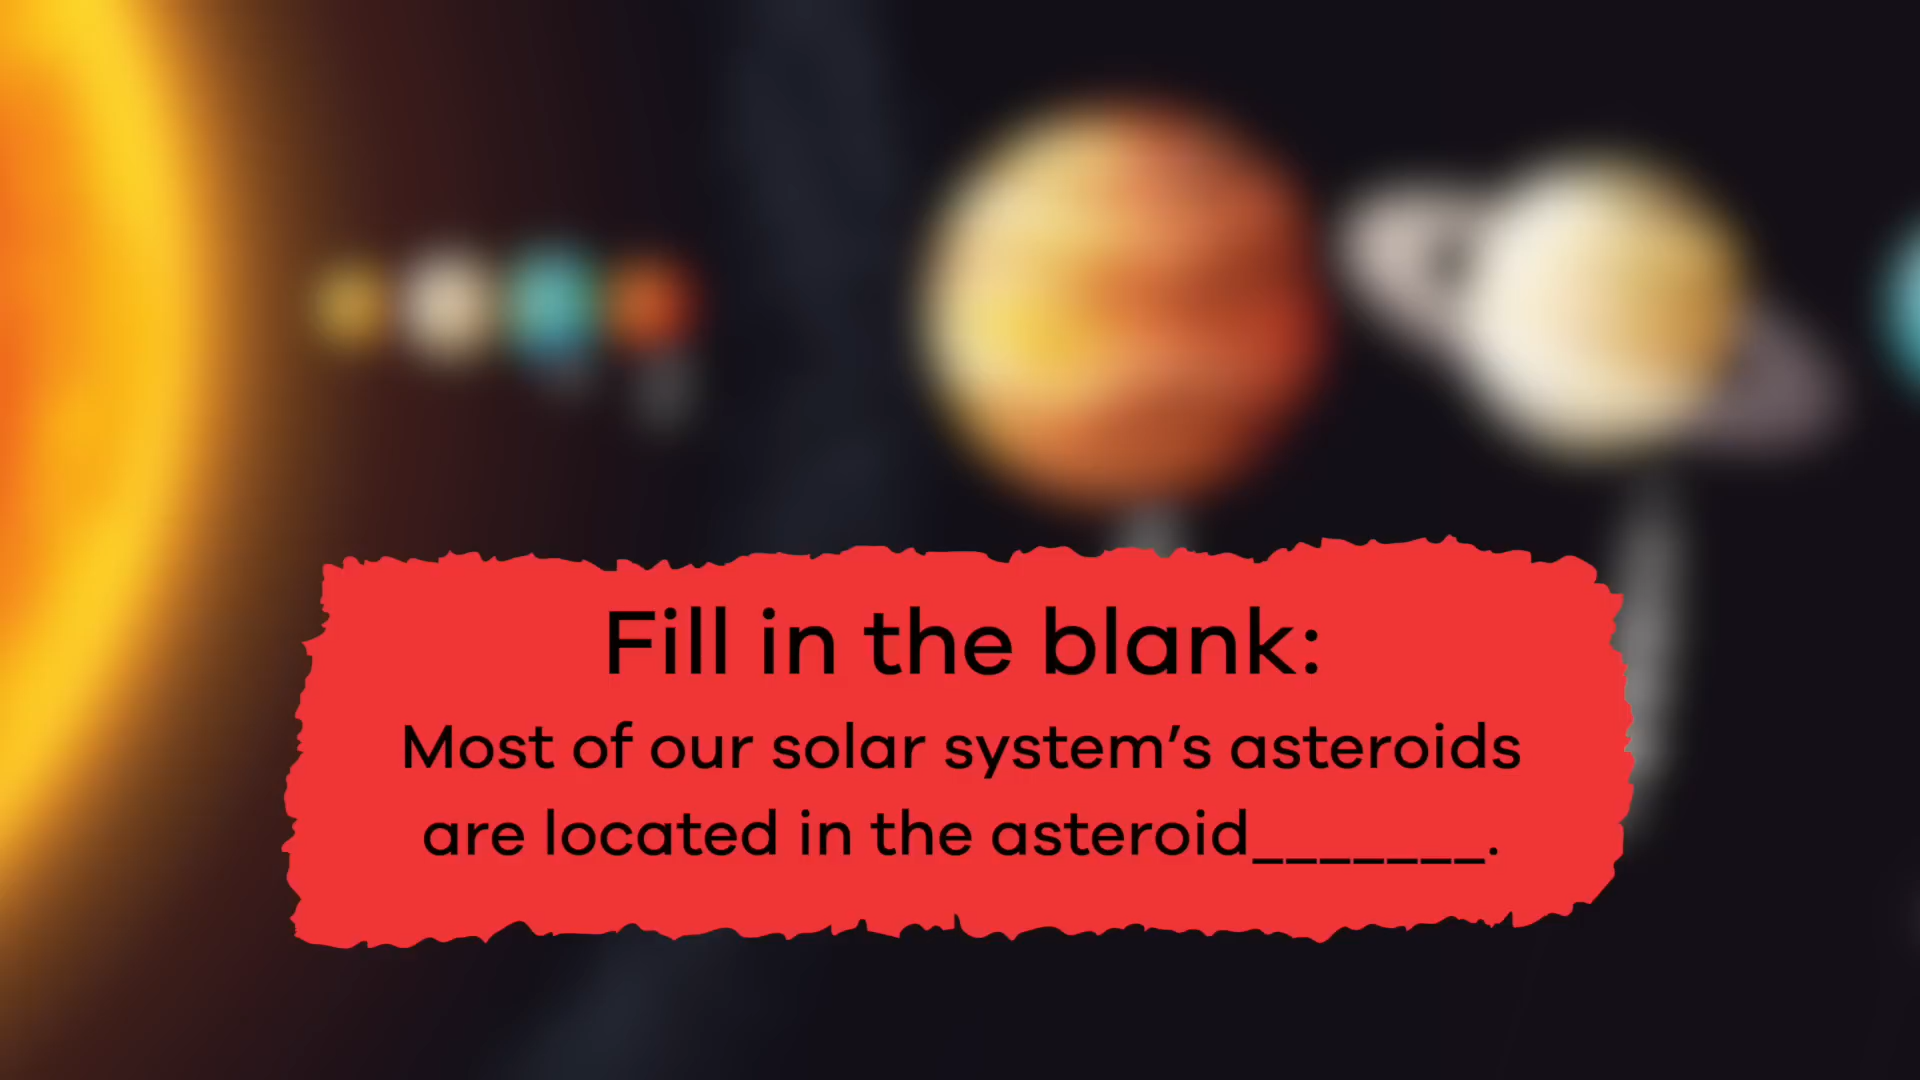 Fill in the blank:
Most of our solar system’s asteroids
are located in the asteroid_______.